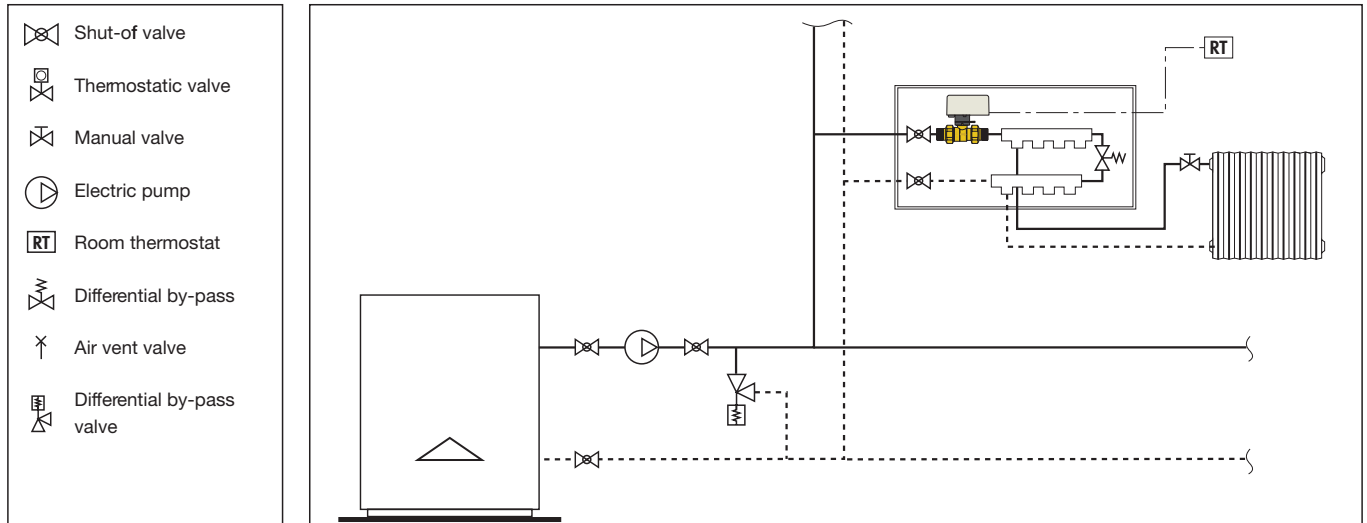 Shut-of valve
Thermostatic valve
Manual valve
Electric pump
RT Room thermostat
Differential by-pass
Air vent valve
Differential by-pass
valve
RT